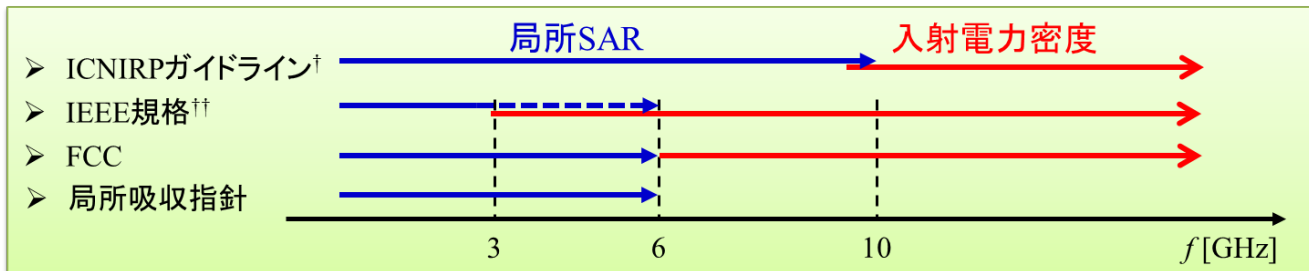 局所SAR 入射電力密度
➢ ICNIRPガイドライン†
➢ IEEE規格††
➢ FCC
➢ 局所吸収指針
3 6 10 f [GHz]